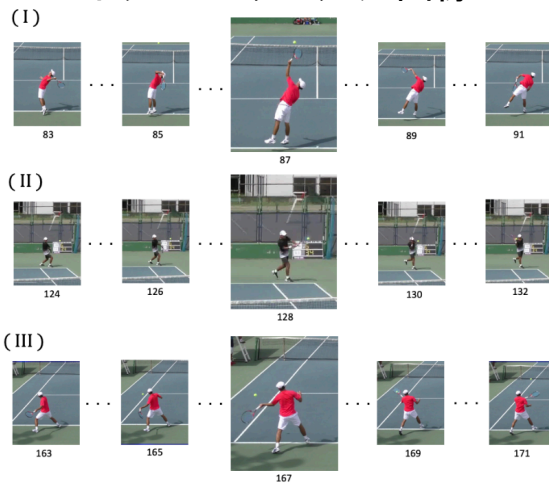 (I)
83 ... 85 ... 87 ... 89 ... 91
(II)
124 ... 126 ... 128 ... 130 ... 132
(III)
163 ... 165 ... 167 ... 169 ... 171